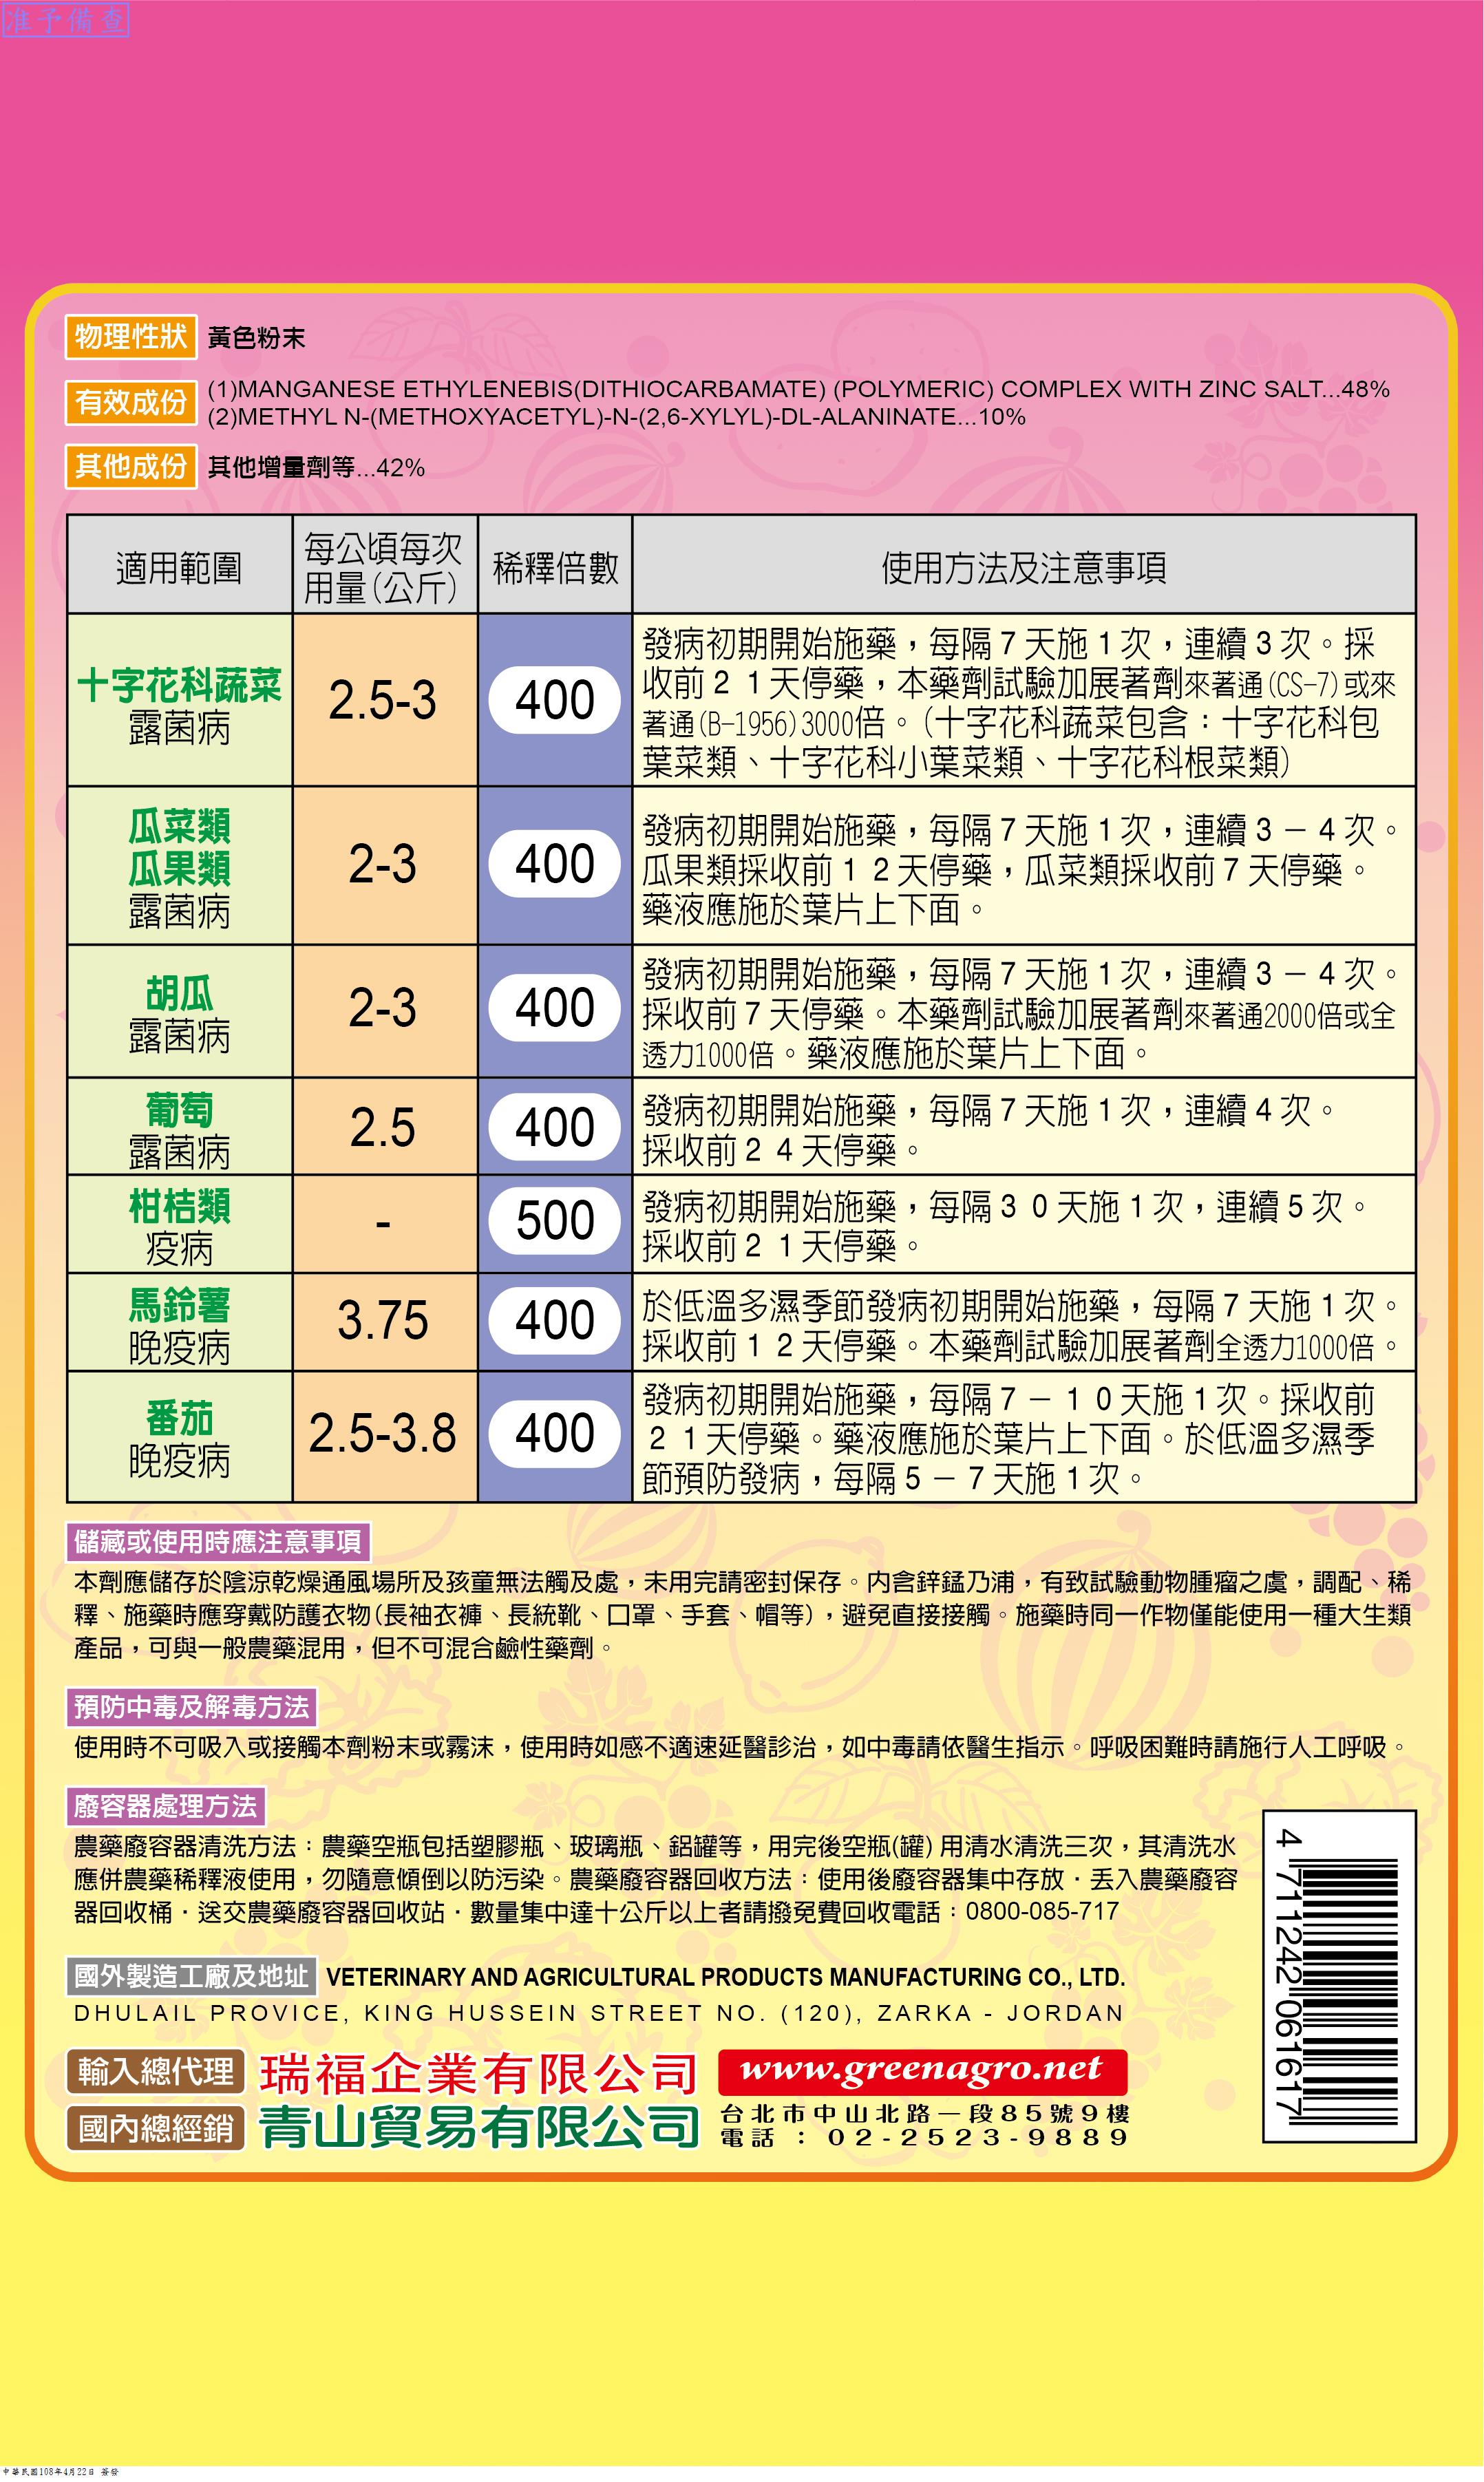 准予備查
物理性狀 黃色粉末
有效成份 (1)MANGANESE ETHYLENEBIS(DITHIOCARBAMATE) (POLYMERIC) COMPLEX WITH ZINC SALT...48%
(2)METHYL N-(METHOXYACETYL)-N-(2,6-XYLYL)-DL-ALANINATE...10%
其他成份 其他增量劑等...42%
適用範圍
每公頃每次
用量(公斤)
稀釋倍數
使用方法及注意事項
十字花科蔬菜
露菌病
2.5-3
400
發病初期開始施藥，每隔7天施1次，連續3次。採
收前21天停藥，本藥劑試驗加展著劑來著通(CS-7)或來
著通(B-1956)3000倍。(十字花科蔬菜包含：十字花科包
葉菜類、十字花科小葉菜類、十字花科根菜類)
瓜菜類
瓜果類
露菌病
2-3
400
發病初期開始施藥，每隔7天施1次，連續3－4次。
瓜果類採收前12天停藥，瓜菜類採收前7天停藥。
藥液應施於葉片上下面。
胡瓜
露菌病
2-3
400
發病初期開始施藥，每隔7天施1次，連續3－4次。
採收前7天停藥。本藥劑試驗加展著劑來著通2000倍或全
透力1000倍。藥液應施於葉片上下面。
葡萄
露菌病
2.5
400
發病初期開始施藥，每隔7天施1次，連續4次。
採收前24天停藥。
柑桔類
疫病
-
500
發病初期開始施藥，每隔30天施1次，連續5次。
採收前21天停藥。
馬鈴薯
晚疫病
3.75
400
於低溫多濕季節發病初期開始施藥，每隔7天施1次。
採收前12天停藥。本藥劑試驗加展著劑全透力1000倍。
番茄
晚疫病
2.5-3.8
400
發病初期開始施藥，每隔7－10天施1次。採收前
21天停藥。藥液應施於葉片上下面。於低溫多濕季
節預防發病，每隔5－7天施1次。
儲藏或使用時應注意事項
本劑應儲存於陰涼乾燥通風場所及孩童無法觸及處，未用完請密封保存。內含鋅錳乃浦，有致試驗動物腫瘤之虞，調配、稀
釋、施藥時應穿戴防護衣物(長袖衣褲、長統靴、口罩、手套、帽等)，避免直接接觸。施藥時同一作物僅能使用一種大生類
產品，可與一般農藥混用，但不可混合鹼性藥劑。
預防中毒及解毒方法
使用時不可吸入或接觸本劑粉末或霧沫，使用時如感不適速延醫診治，如中毒請依醫生指示。呼吸困難時請施行人工呼吸。
廢容器處理方法
農藥廢容器清洗方法：農藥空瓶包括塑膠瓶、玻璃瓶、鋁罐等，用完後空瓶(罐)用清水清洗三次，其清洗水
應併農藥稀釋液使用，勿隨意傾倒以防污染。農藥廢容器回收方法：使用後廢容器集中存放．丟入農藥廢容
器回收桶．送交農藥廢容器回收站．數量集中達十公斤以上者請撥免費回收電話：0800-085-717
國外製造工廠及地址 VETERINARY AND AGRICULTURAL PRODUCTS MANUFACTURING CO., LTD.
DHULAIL PROVICE, KING HUSSEIN STREET NO. (120), ZARKA - JORDAN
輸入總代理 瑞福企業有限公司 www.greenagro.net
國內總經銷 青山貿易有限公司
台北市中山北路一段85號9樓
電話：02-2523-9889
4 711242 061617
中華民國108年4月22日 簽發